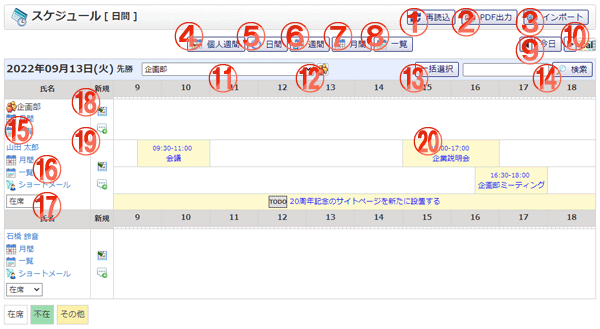 スケジュール [ 日間 ]
① 再読込 ② PDF出力 ③ インポート
④ 個人週間 ⑤ 日間 ⑥ 週間 ⑦ 月間 ⑧ 一覧 ⑨ 今日 ⑩
2022年09月13日(火) 先勝 企画部 ⑪ ⑫ ⑬ 括選択 ⑭ 検索
氏名 新規 9 10 11 12 13 14 15 16 17 18
企画部 ⑱
月間
⑮
山田 太郎 ⑲ 09:30-11:00 ⑳ 00-17:00
月間 会議 企業説明会
一覧 ⑯ 16:30-18:00
ショートメール 企画部ミーティング
在席 ⑰ TODO 20周年記念のサイトページを新たに設置する
氏名 新規 9 10 11 12 13 14 15 16 17 18
石橋 鈴音
月間
一覧
ショートメール
在席
在席 不在 その他